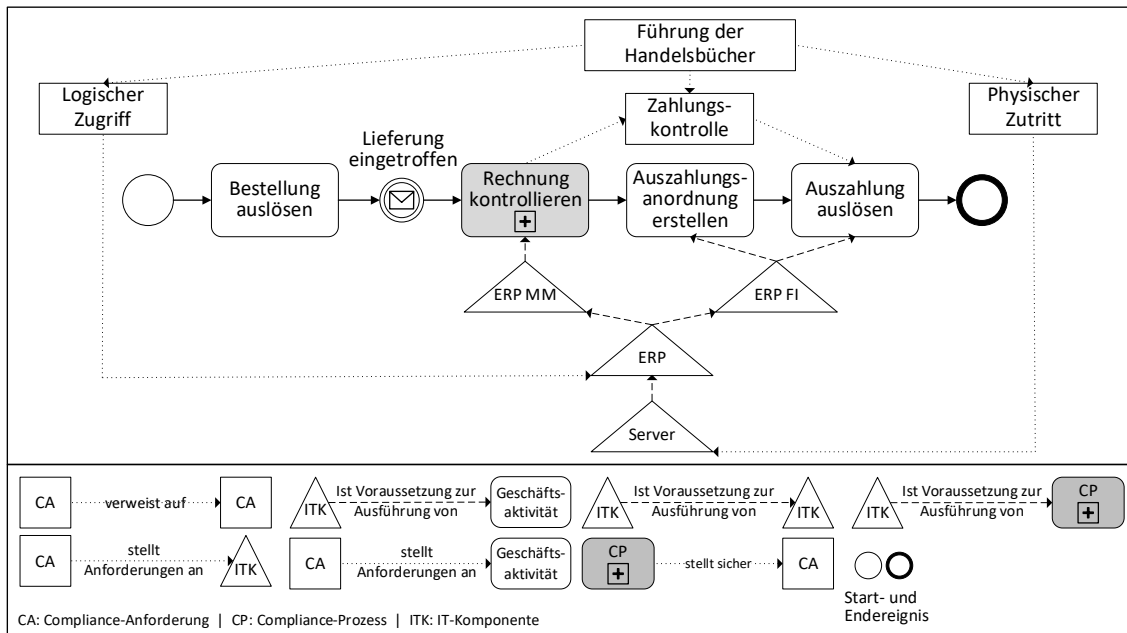 Führung der
Handelsbücher
Logischer
Zugriff
Zahlungs-
kontrolle
Physischer
Zutritt
Lieferung
eingetroffen
Bestellung
auslösen
Rechnung
kontrollieren
Auszahlungs-
anordnung
erstellen
Auszahlung
auslösen
ERP MM
ERP FI
ERP
Server
CA
verweist auf
CA
ITK
Ist Voraussetzung zur
Ausführung von
Geschäfts-
aktivität
ITK
Ist Voraussetzung zur
Ausführung von
ITK
ITK
Ist Voraussetzung zur
Ausführung von
CP
CA
stellt
Anforderungen an
ITK
CA
stellt
Anforderungen an
Geschäfts-
aktivität
CP
stellt sicher
CA
Start- und
Endereignis
CA: Compliance-Anforderung | CP: Compliance-Prozess | ITK: IT-Komponente